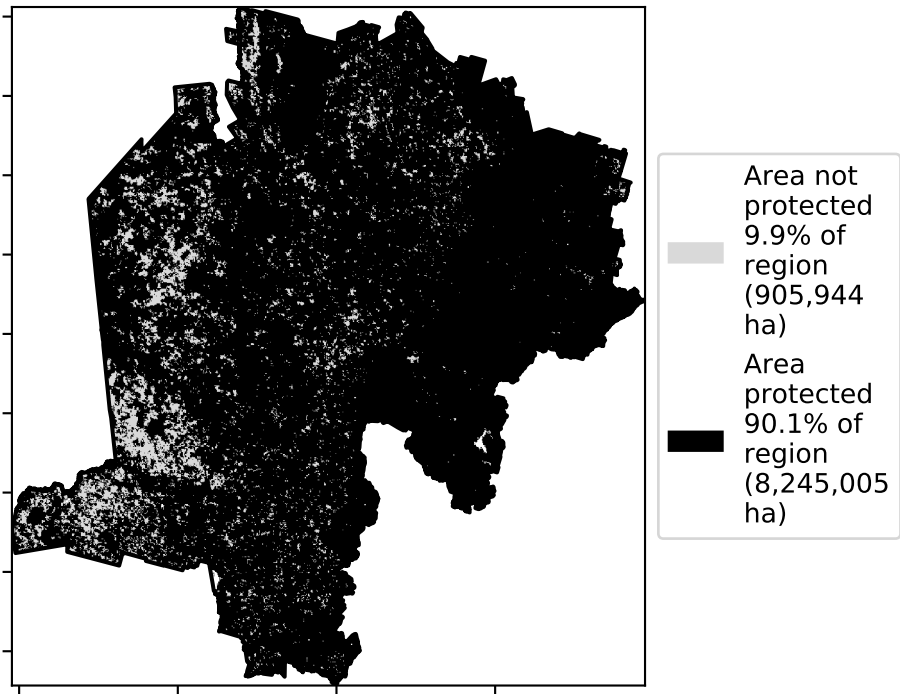 Area not
protected
9.9% of
region
(905,944
ha)
Area
protected
90.1% of
region
(8,245,005
ha)